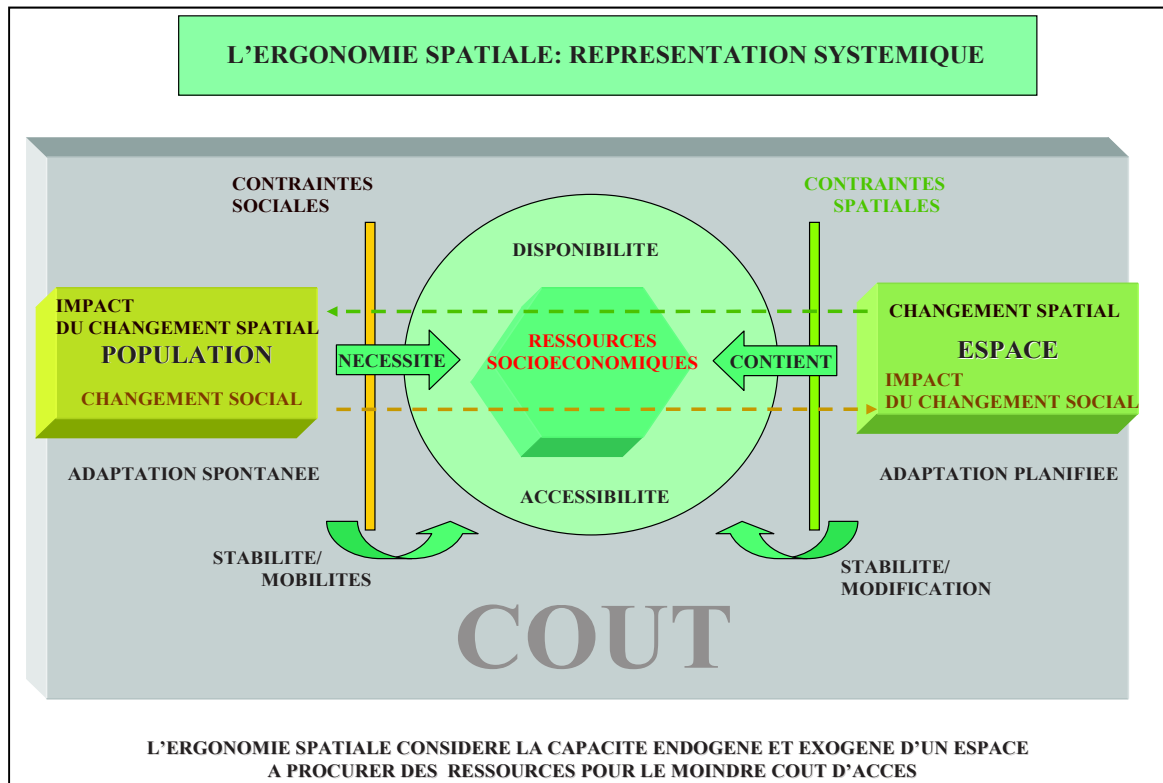 L'ERGONOMIE SPATIALE: REPRESENTATION SYSTEMIQUE
CONTRAINTES
SOCIALES
CONTRAINTES
SPATIALES
DISPONIBILITE
IMPACT
DU CHANGEMENT SPATIAL
POPULATION
CHANGEMENT SOCIAL
NECESSITE
RESSOURCES
SOCIOECONOMIQUES
CONTIENT
CHANGEMENT SPATIAL
ESPACE
IMPACT
DU CHANGEMENT SOCIAL
ADAPTATION SPONTANEE
ACCESSIBILITE
ADAPTATION PLANIFIEE
STABILITE/
MOBILITES
STABILITE/
MODIFICATION
COUT
L'ERGONOMIE SPATIALE CONSIDERE LA CAPACITE ENDOGENE ET EXOGENE D'UN ESPACE
A PROCURER DES RESSOURCES POUR LE MOINDRE COUT D'ACCES